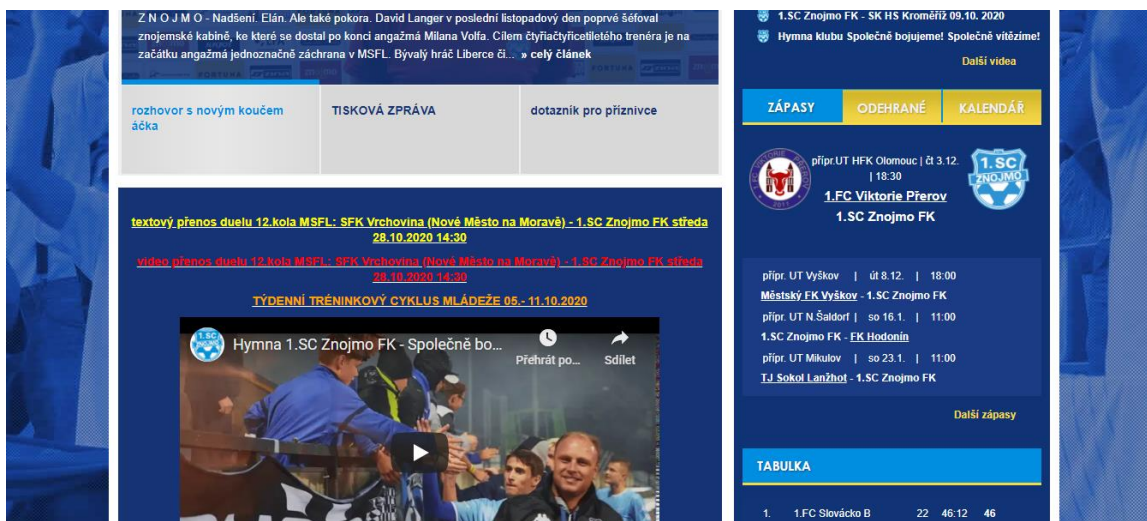 Z N O J M O - Nadšení. Elán. Ale také pokora. David Langer v poslední listopadový den poprvé šéfoval
znojemské kabině, ke které se dostal po konci angažmá Milana Volfa. Cílem čtyřiačtyřicetiletého trenéra je na
začátku angažmá jednoznačně záchrana v MSFL. Bývalý hráč Liberce či... » celý článek
rozhovor s novým koučem
áčka
TISKOVÁ ZPRÁVA
dotazník pro příznivce
textový přenos duelu 12.kola MSFL: SFK Vrchovina (Nové Město na Moravě) - 1.SC Znojmo FK středa
28.10.2020 14:30
video přenos duelu 12.kola MSFL: SFK Vrchovina (Nové Město na Moravě) - 1.SC Znojmo FK středa
28.10.2020 14:30
TÝDENNÍ TRÉNINKOVÝ CYKLUS MLÁDEŽE 05.- 11.10.2020
1.SC
ZNOJMO
Hymna 1.SC Znojmo FK - Společně bo...
Přehrát po...
Sdílet
1.SC Znojmo FK - SK HS Kroměříž 09.10. 2020
Hymna klubu Společně bojujeme! Společně vítězíme!
Další videa
ZÁPASY
ODEHRANÉ
KALENDÁŘ
1.FC VIKTORIE PŘEROV
2011
přípr.UT HFK Olomouc | čt 3.12.
| 18:30
1.FC Viktorie Přerov
1.SC Znojmo FK
1.SC
ZNOJMO
přípr. UT Vyškov | út 8.12. | 18:00
Městský FK Vyškov - 1.SC Znojmo FK
přípr. UT N.Šaldorf | so 16.1. | 11:00
1.SC Znojmo FK - FK Hodonín
přípr. UT Mikulov | so 23.1. | 11:00
TJ Sokol Lanžhot - 1.SC Znojmo FK
Další zápasy
TABULKA
1. 1.FC Slovácko B 22 46:12 46